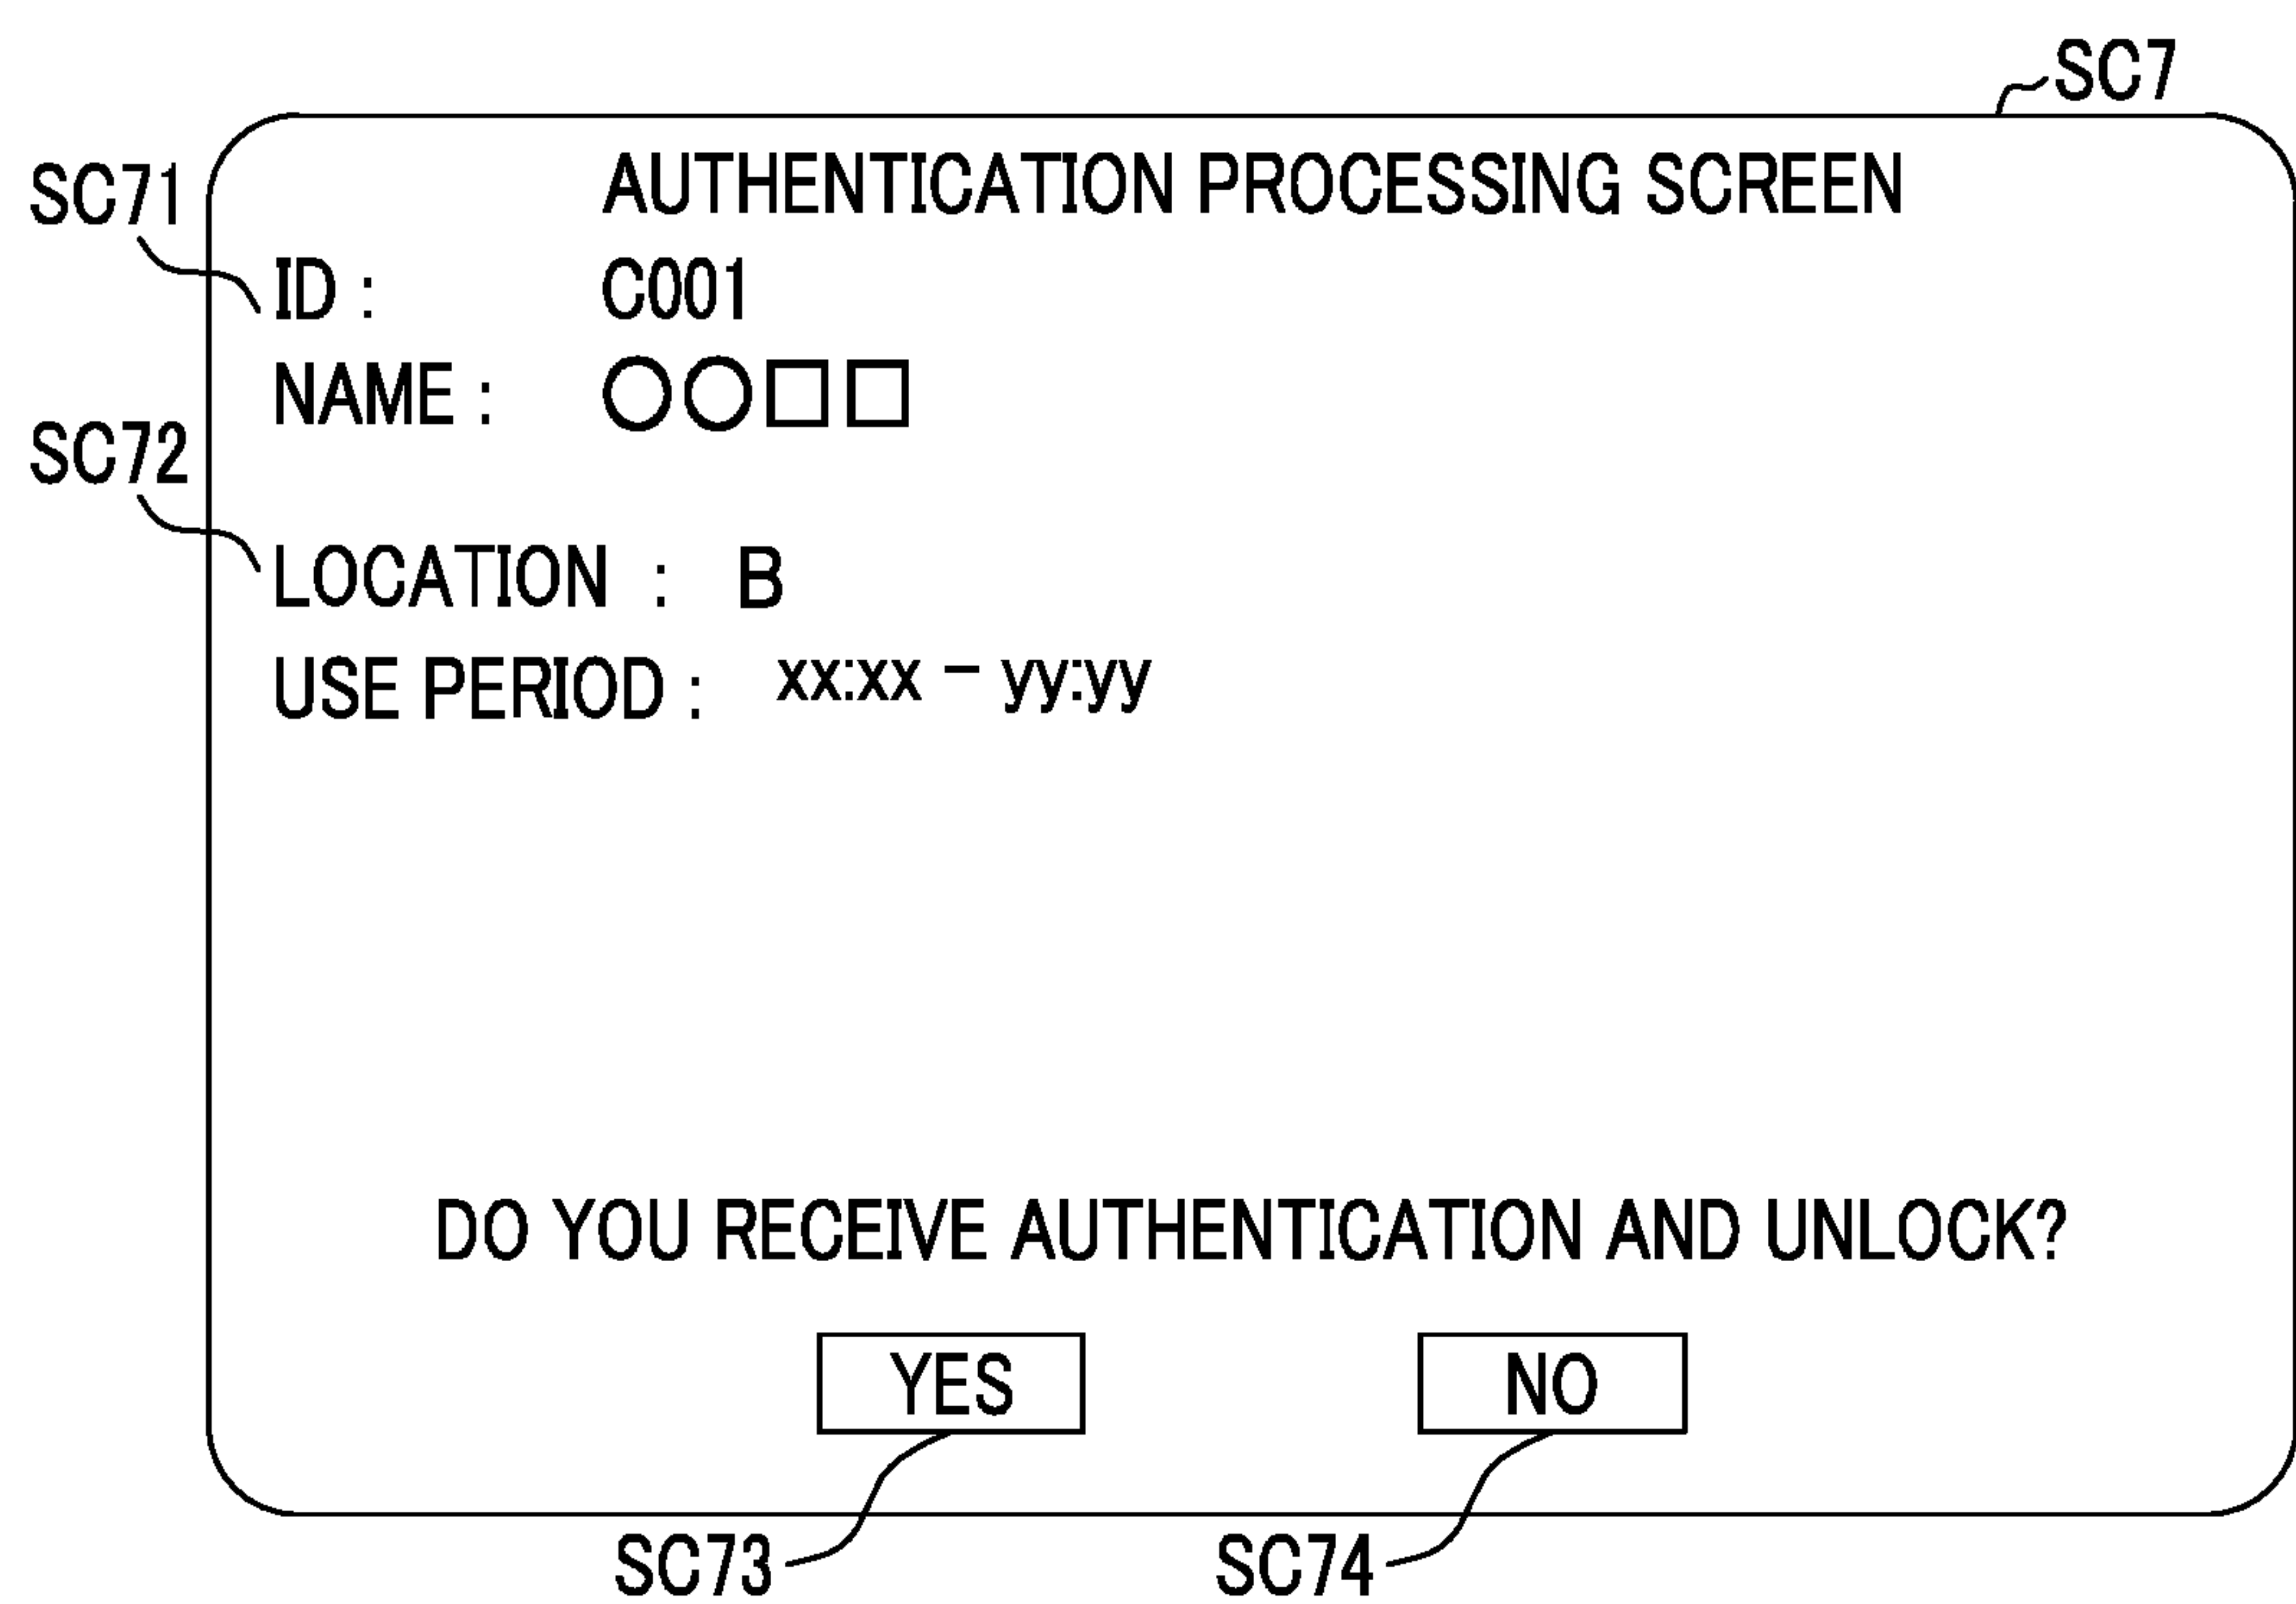 SC7
AUTHENTICATION PROCESSING SCREEN
SC71
ID : C001
NAME : ○○□□
SC72
LOCATION : B
USE PERIOD : xx:xx − yy:yy
DO YOU RECEIVE AUTHENTICATION AND UNLOCK?
YES NO
SC73 SC74